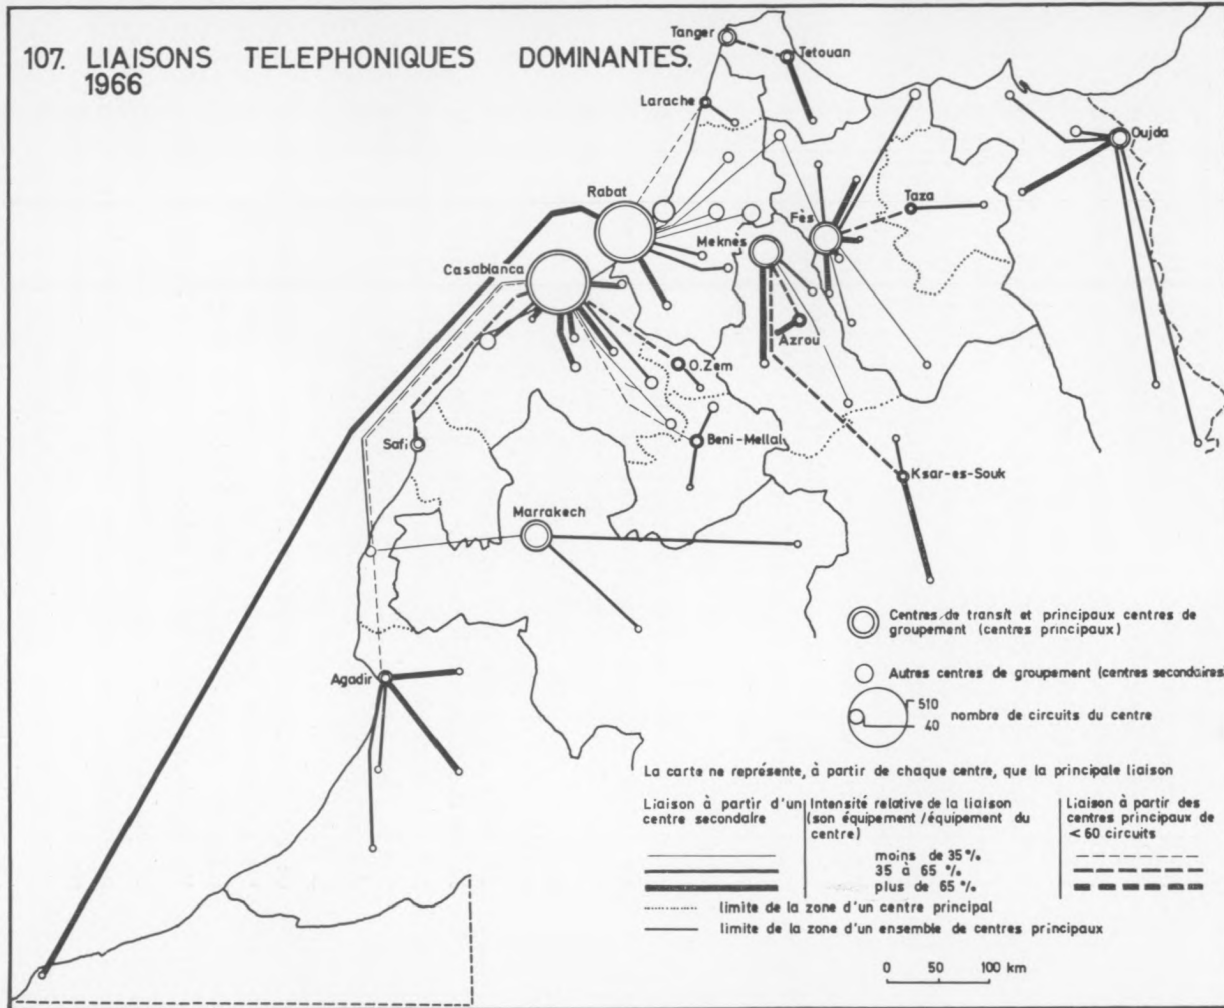 107. LIAISONS TELEPHONIQUES DOMINANTES.
1966
Tanger
Tetouan
Larache
Oujda
Rabat
Taza
Fès
Meknes
Casablanca
Azrou
O.Zem
Safi
Beni-Mellal
Ksar-es-Souk
Marrakech
Agadir
Centres de transit et principaux centres de
groupement (centres principaux)
Autres centres de groupement (centres secondaires)
510
40
nombre de circuits du centre
La carte ne représente, à partir de chaque centre, que la principale liaison
Liaison à partir d'un
centre secondaire
Intensité relative de la liaison
(son équipement/équipement du
centre)
Liaison à partir des
centres principaux de
< 60 circuits
moins de 35 %.
35 à 65 %.
plus de 65 %.
limite de la zone d'un centre principal
limite de la zone d'un ensemble de centres principaux
0 50 100 km